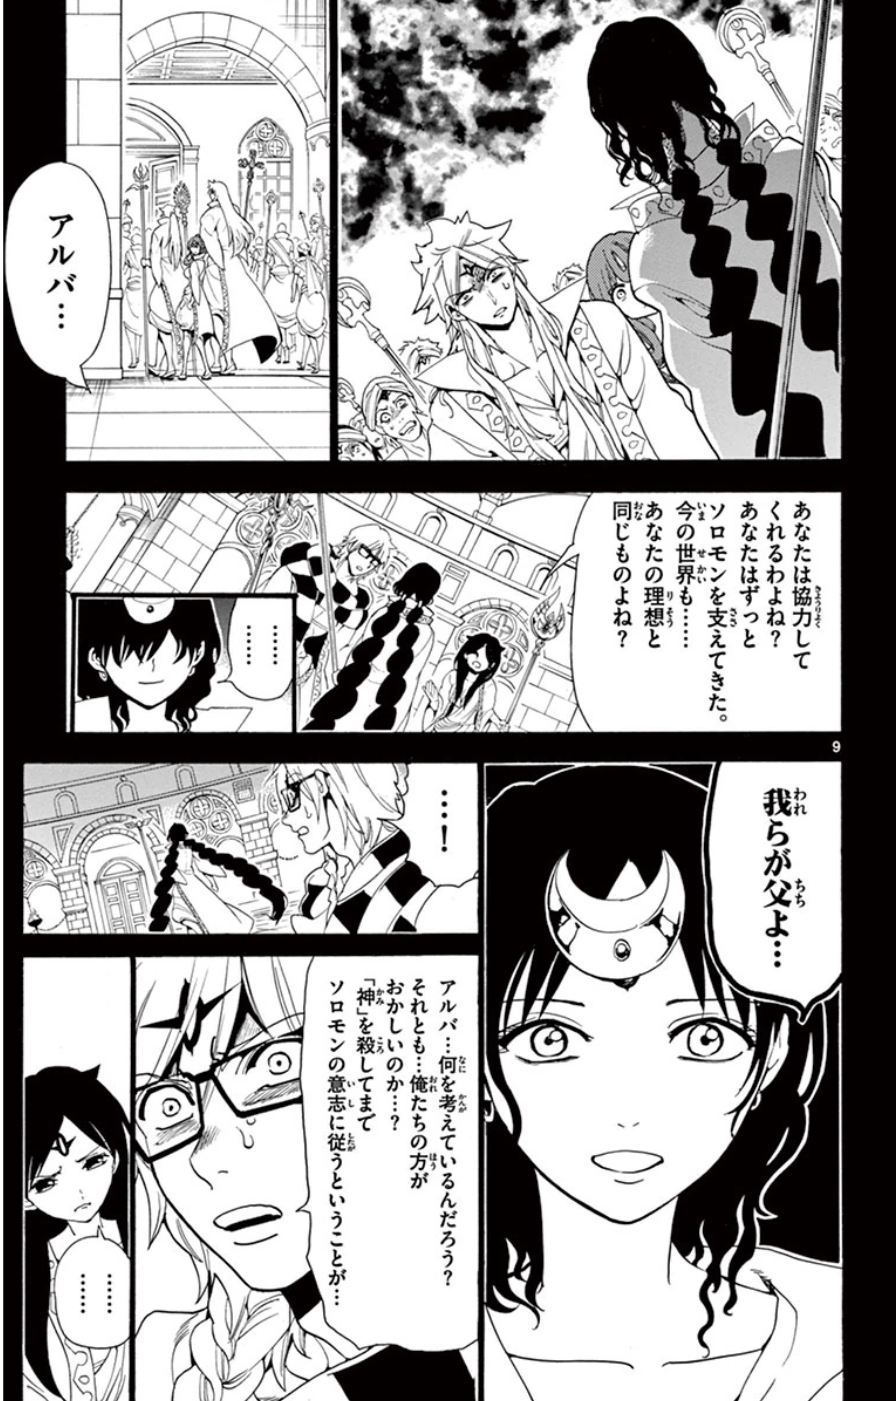 アルバ…
あなたは協力して
くれるわよね？
あなたはずっと
ソロモンを支えてきた。
今の世界も……
あなたの理想と
同じものよね？
……
……
9
我らが父よ…
…！
アルバ…何を考えているんだろう？
それとも…俺たちの方が
おかしいのか…？
「神」を殺してまで
ソロモンの意志に従うということが…
……
……